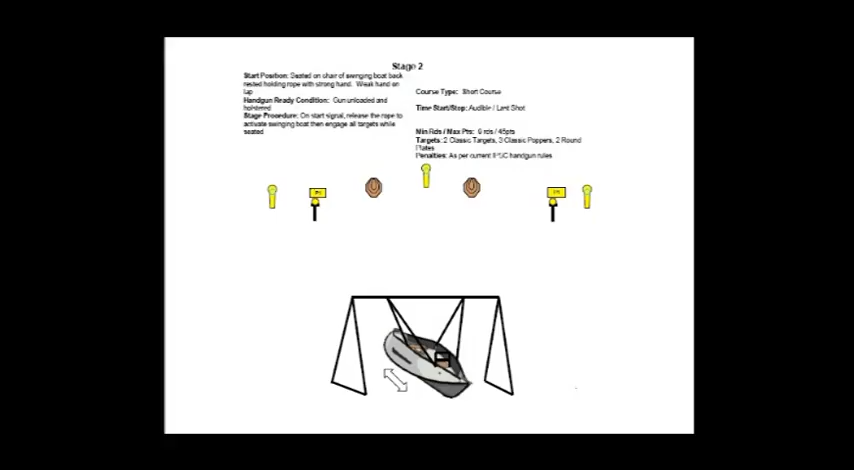 Stage 2
Start Position: Seated on chair of swinging boat back
rested holding rope with strong hand. Weak hand on
lap
Handgun Ready Condition: Gun unloaded and
holstered
Stage Procedure: On start signal, release the rope to
activate swinging boat then engage all targets while
seated
Course Type: Short Course
Time Start/Stop: Audible / Last Shot
Min Rds / Max Pts: 9 rds / 45pts
Targets: 2 Classic Targets, 3 Classic Poppers, 2 Round
Plates
Penalties: As per current IPSC handgun rules